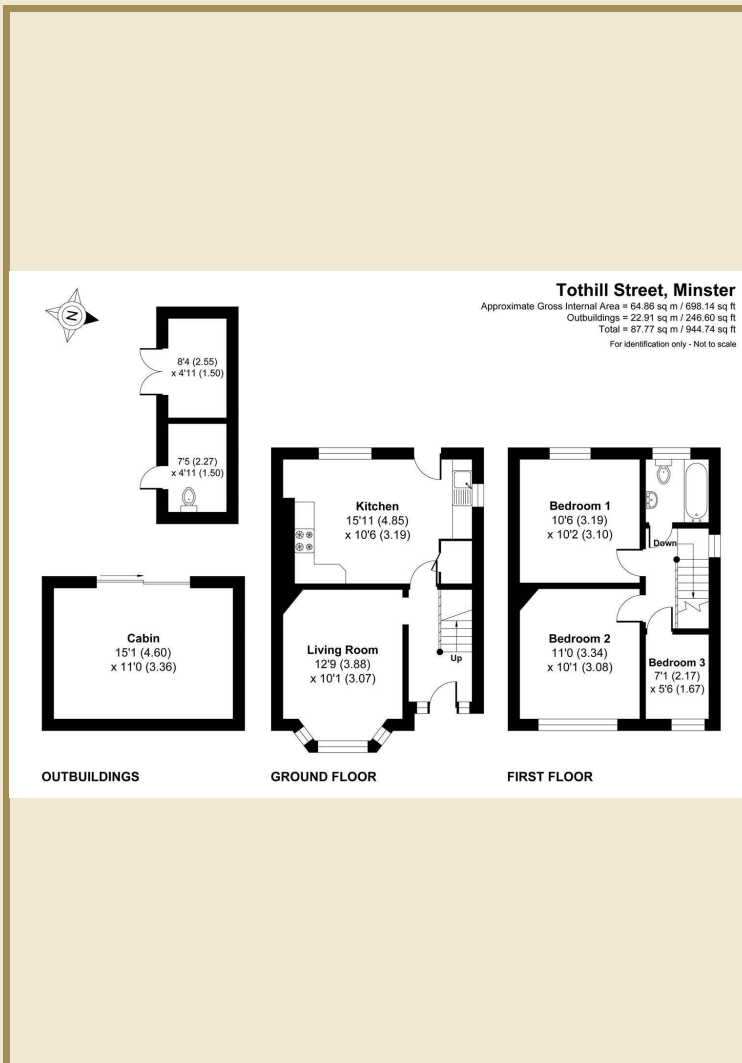 Tothill Street, Minster
Approximate Gross Internal Area = 64.86 sq m / 698.14 sq ft
Outbuildings = 22.91 sq m / 246.60 sq ft
Total = 87.77 sq m / 944.74 sq ft
For identification only - Not to scale
N
8'4 (2.55)
x 4'11 (1.50)
7'5 (2.27)
x 4'11 (1.50)
Cabin
15'1 (4.60)
x 11'0 (3.36)
OUTBUILDINGS
Kitchen
15'11 (4.85)
x 10'6 (3.19)
Living Room
12'9 (3.88)
x 10'1 (3.07)
Up
GROUND FLOOR
Bedroom 1
10'6 (3.19)
x 10'2 (3.10)
Down
Bedroom 2
11'0 (3.34)
x 10'1 (3.08)
Bedroom 3
7'1 (2.17)
x 5'6 (1.67)
FIRST FLOOR